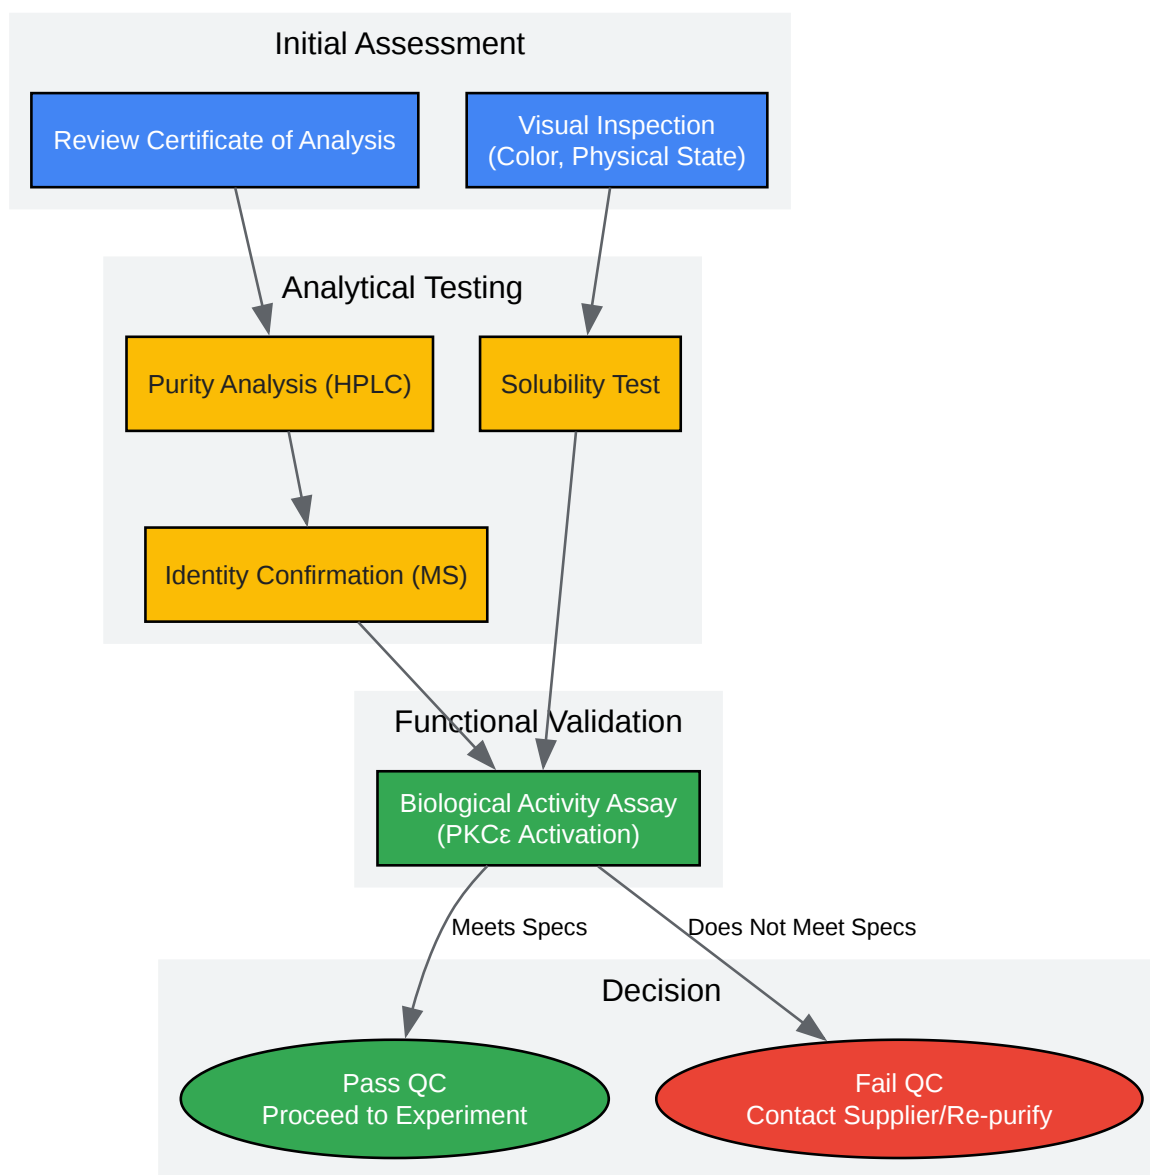 Initial Assessment
Review Certificate of Analysis
Visual Inspection
(Color, Physical State)
Analytical Testing
Purity Analysis (HPLC)
Solubility Test
Identity Confirmation (MS)
Functional Validation
Biological Activity Assay
(PKCε Activation)
Meets Specs
Does Not Meet Specs
Decision
Pass QC
Proceed to Experiment
Fail QC
Contact Supplier/Re-purify